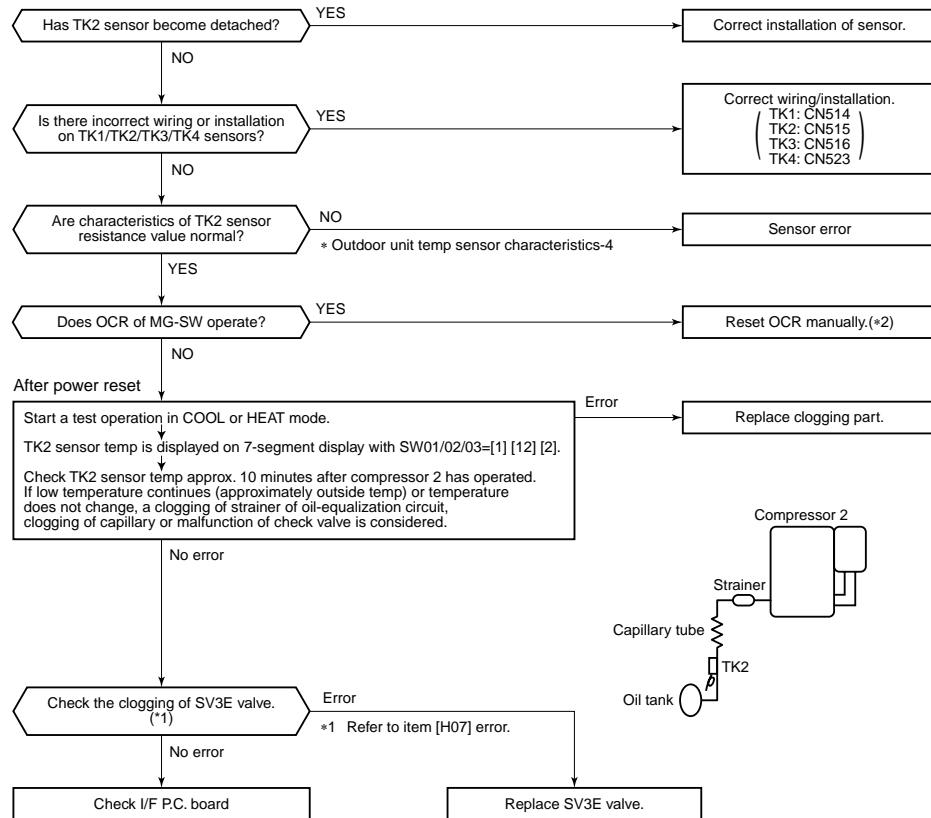 Has TK2 sensor become detached?
YES
Correct installation of sensor.
NO
Is there incorrect wiring or installation
on TK1/TK2/TK3/TK4 sensors?
YES
Correct wiring/installation.
TK1: CN514
TK2: CN515
TK3: CN516
TK4: CN523
NO
Are characteristics of TK2 sensor
resistance value normal?
NO
* Outdoor unit temp sensor characteristics-4
Sensor error
YES
Does OCR of MG-SW operate?
YES
Reset OCR manually.(*2)
NO
After power reset
Start a test operation in COOL or HEAT mode.
TK2 sensor temp is displayed on 7-segment display with SW01/02/03=[1] [12] [2].
Check TK2 sensor temp approx. 10 minutes after compressor 2 has operated.
If low temperature continues (approximately outside temp) or temperature
does not change, a clogging of strainer of oil-equalization circuit,
clogging of capillary or malfunction of check valve is considered.
Error
Replace clogging part.
No error
Compressor 2
Strainer
Capillary tube
TK2
Oil tank
Check the clogging of SV3E valve.
(*1)
Error
*1 Refer to item [H07] error.
No error
Check I/F P.C. board
Replace SV3E valve.